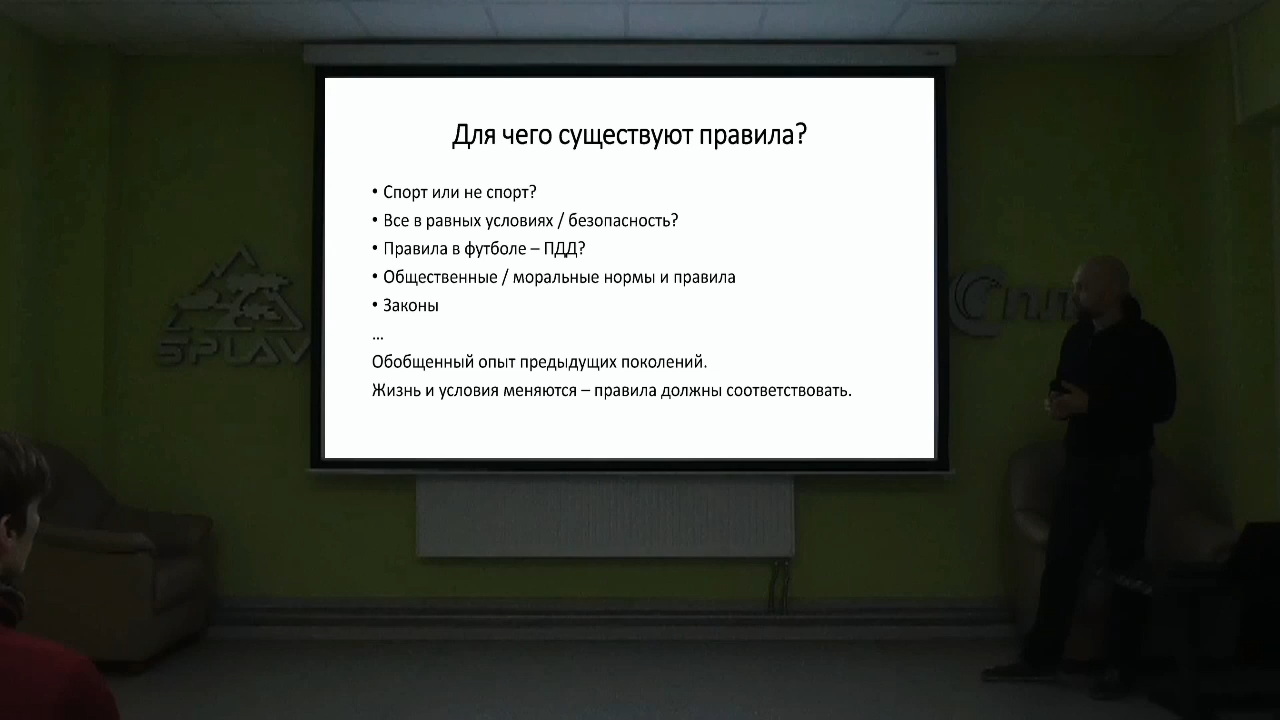 Для чего существуют правила?
• Спорт или не спорт?
• Все в равных условиях / безопасность?
• Правила в футболе – ПДД?
• Общественные / моральные нормы и правила
• Законы
...
Обобщенный опыт предыдущих поколений.
Жизнь и условия меняются – правила должны соответствовать.
SPLAV